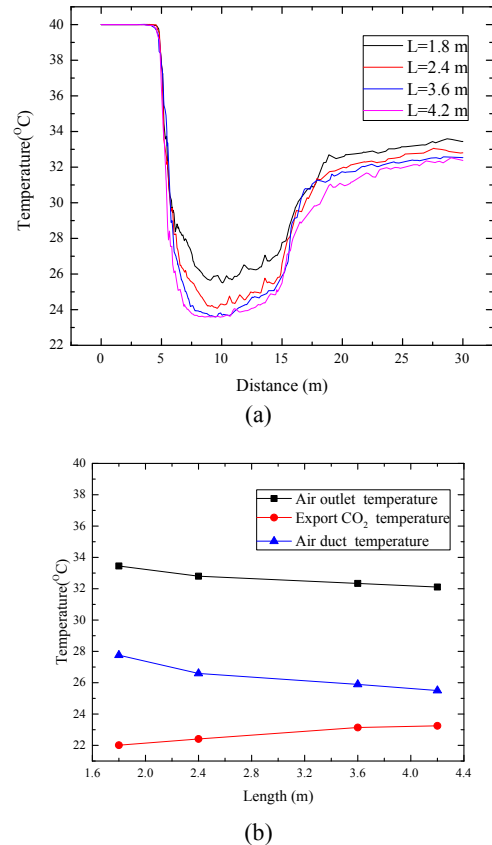 40
38
36
34
32
30
28
26
24
22
Temperature(°C)
L=1.8 m
L=2.4 m
L=3.6 m
L=4.2 m
0 5 10 15 20 25 30
Distance (m)
(a)
40
38
36
34
32
30
28
26
24
22
Temperature(°C)
Air outlet temperature
Export CO₂ temperature
Air duct temperature
1.6 2.0 2.4 2.8 3.2 3.6 4.0 4.4
Length (m)
(b)